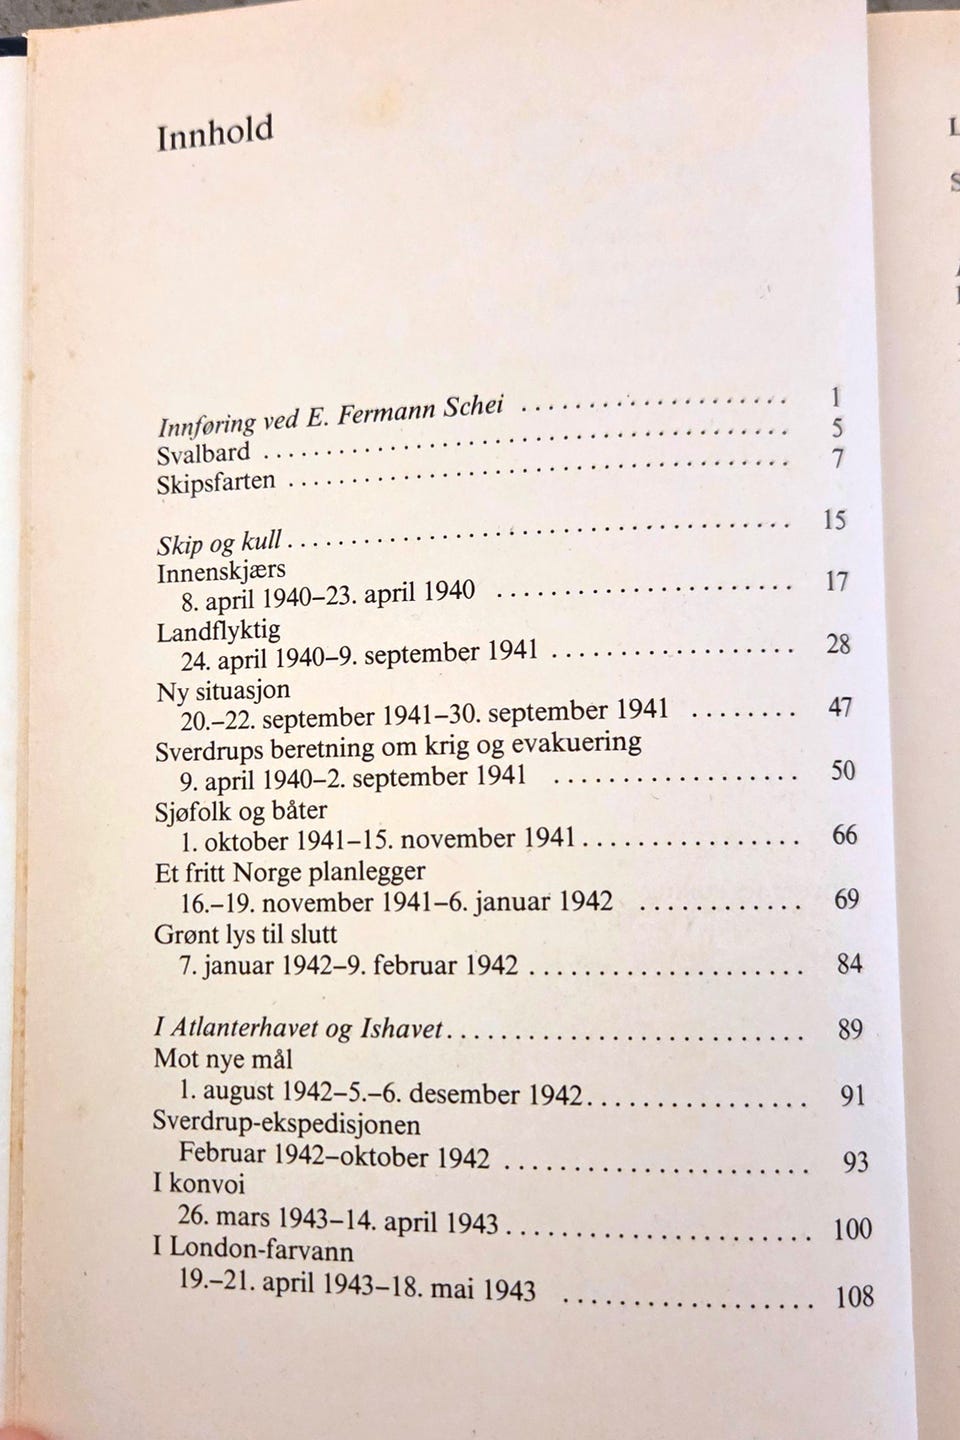 Innhold
Innføring ved E. Fermann Schei . . . . . . . . . . . . . . . . . . . . 1
Svalbard . . . . . . . . . . . . . . . . . . . . . . . . . . . . . . . . . . . . . . 5
Skipsfarten . . . . . . . . . . . . . . . . . . . . . . . . . . . . . . . . . . . . 7
Skip og kull . . . . . . . . . . . . . . . . . . . . . . . . . . . . . . . . . . . . 15
Innenskjærs
8. april 1940–23. april 1940 . . . . . . . . . . . . . . . . . . . . . . 17
Landflyktig
24. april 1940–9. september 1941 . . . . . . . . . . . . . . . . . . 28
Ny situasjon
20.–22. september 1941–30. september 1941 . . . . . . . . 47
Sverdrups beretning om krig og evakuering
9. april 1940–2. september 1941 . . . . . . . . . . . . . . . . . . 50
Sjøfolk og båter
1. oktober 1941–15. november 1941 . . . . . . . . . . . . . . . . 66
Et fritt Norge planlegger
16.–19. november 1941–6. januar 1942 . . . . . . . . . . . . 69
Grønt lys til slutt
7. januar 1942–9. februar 1942 . . . . . . . . . . . . . . . . . . . . 84
I Atlanterhavet og Ishavet . . . . . . . . . . . . . . . . . . . . . . . . . . 89
Mot nye mål
1. august 1942–5.–6. desember 1942 . . . . . . . . . . . . . . . . 91
Sverdrup-ekspedisjonen
Februar 1942–oktober 1942 . . . . . . . . . . . . . . . . . . . . . . 93
I konvoi
26. mars 1943–14. april 1943 . . . . . . . . . . . . . . . . . . . . . . 100
I London-farvann
19.–21. april 1943–18. mai 1943 . . . . . . . . . . . . . . . . . . 108